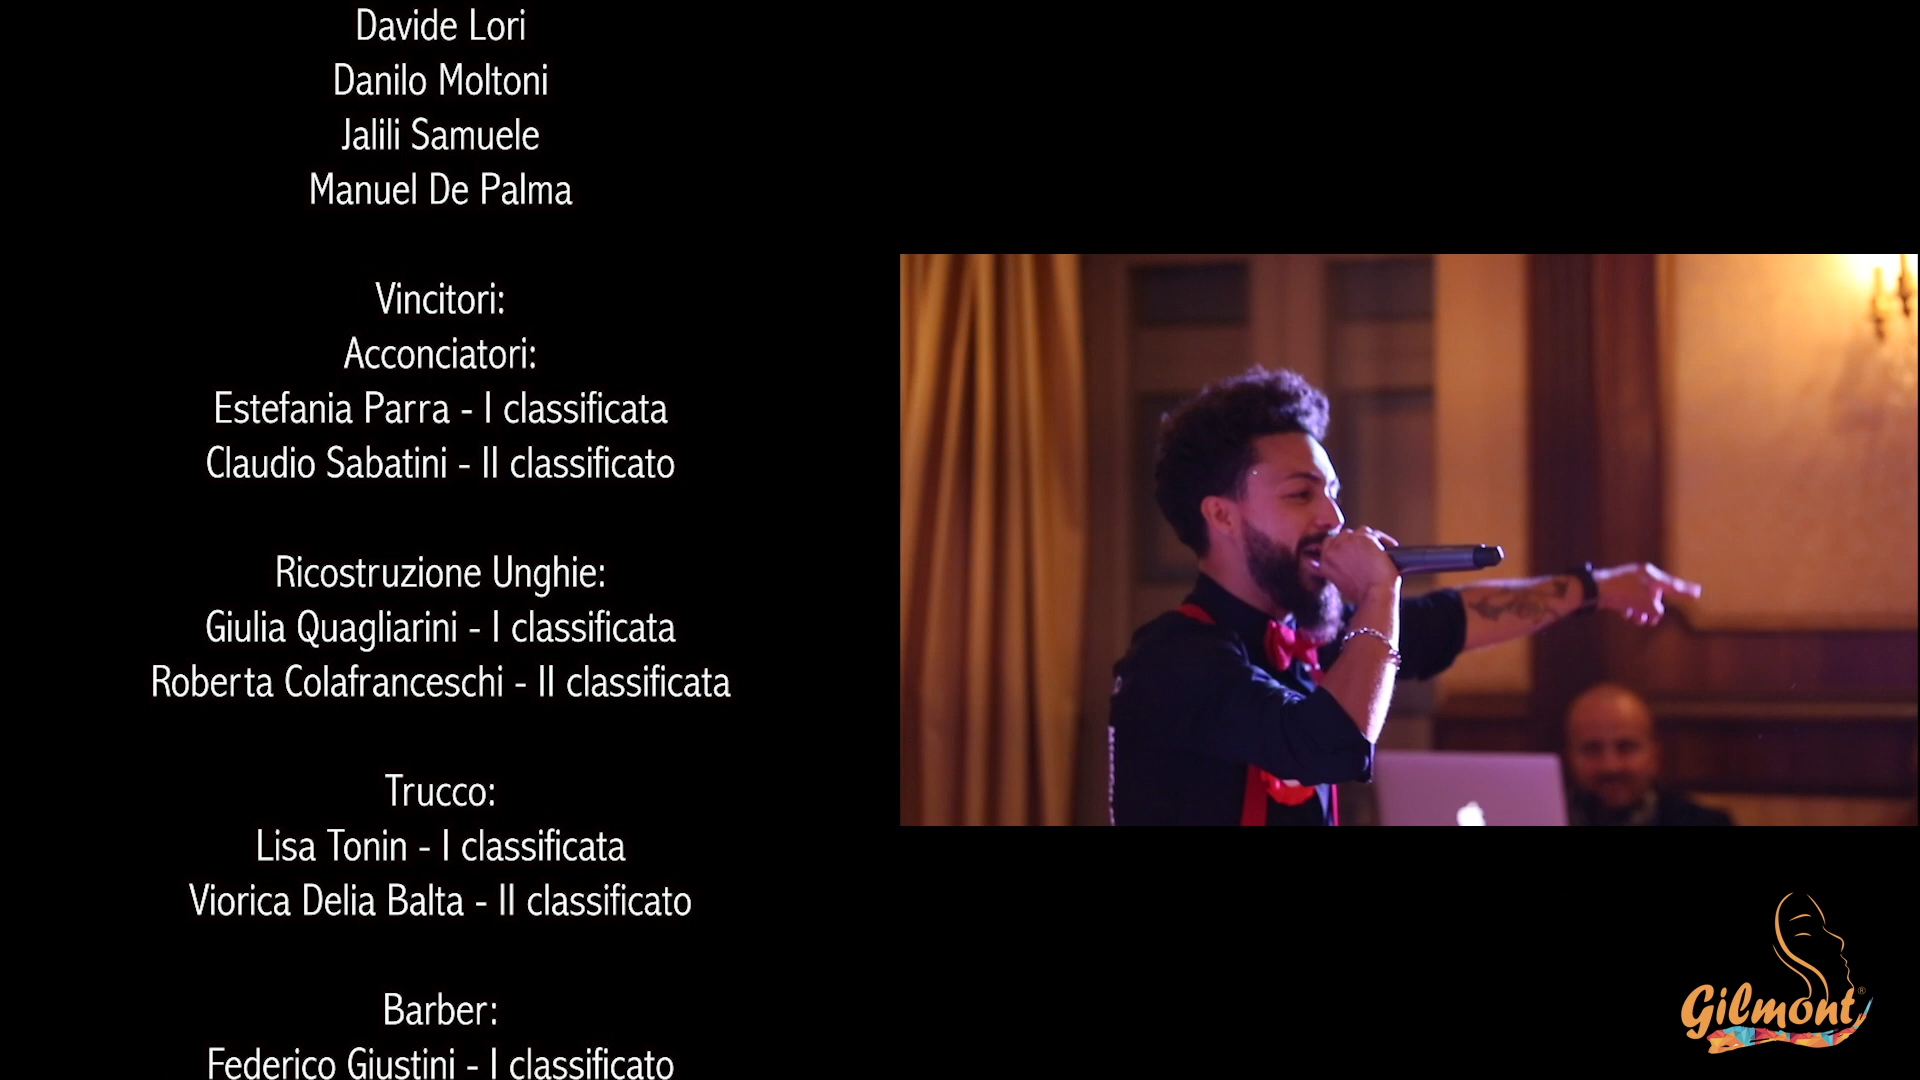 Davide Lori
Danilo Moltoni
Jalili Samuele
Manuel De Palma
Vincitori:
Acconciatori:
Estefania Parra - I classificata
Claudio Sabatini - II classificato
Ricostruzione Unghie:
Giulia Quagliarini - I classificata
Roberta Colafranceschi - II classificata
Trucco:
Lisa Tonin - I classificata
Viorica Delia Balta - II classificato
Barber:
Federico Giustini - I classificato
Gilmont®